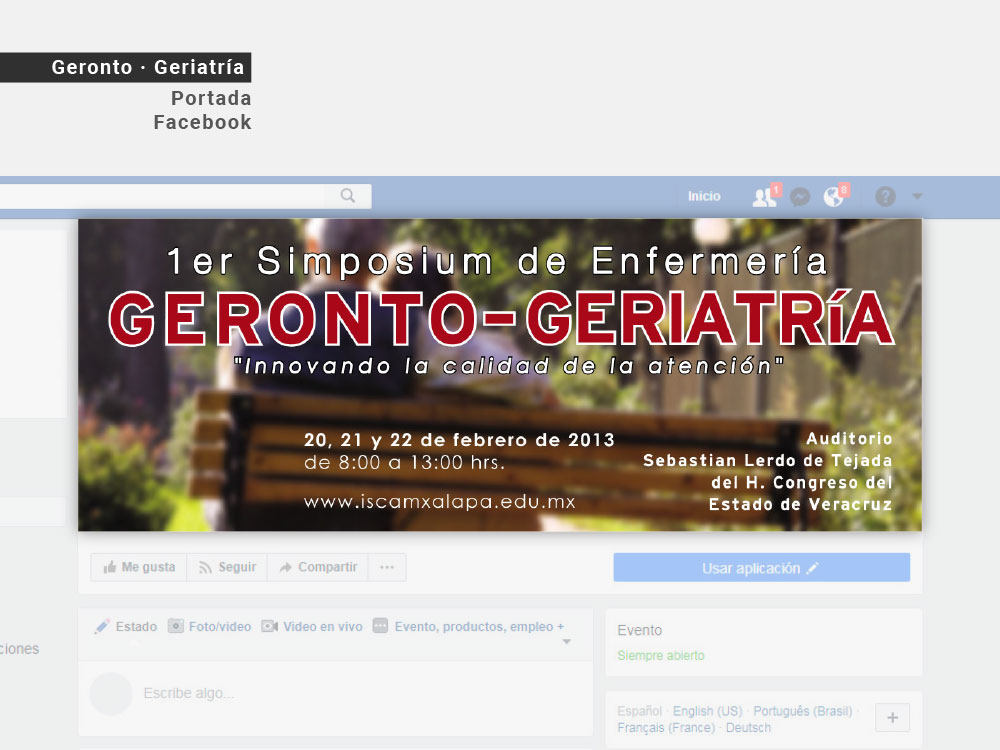 Geronto · Geriatría
Portada
Facebook
Inicio
1
8
?
1er Simposium de Enfermería
GERONTO-GERIATRíA
"Innovando la calidad de la atención"
20, 21 y 22 de febrero de 2013
de 8:00 a 13:00 hrs.
www.iscamxalapa.edu.mx
Auditorio
Sebastian Lerdo de Tejada
del H. Congreso del
Estado de Veracruz
Me gusta
Seguir
Compartir
...
Usar aplicación
Estado
Foto/video
Video en vivo
Evento, productos, empleo +
Escribe algo...
ciones
Evento
Siempre abierto
Español · English (US) · Português (Brasil) ·
Français (France) · Deutsch
+